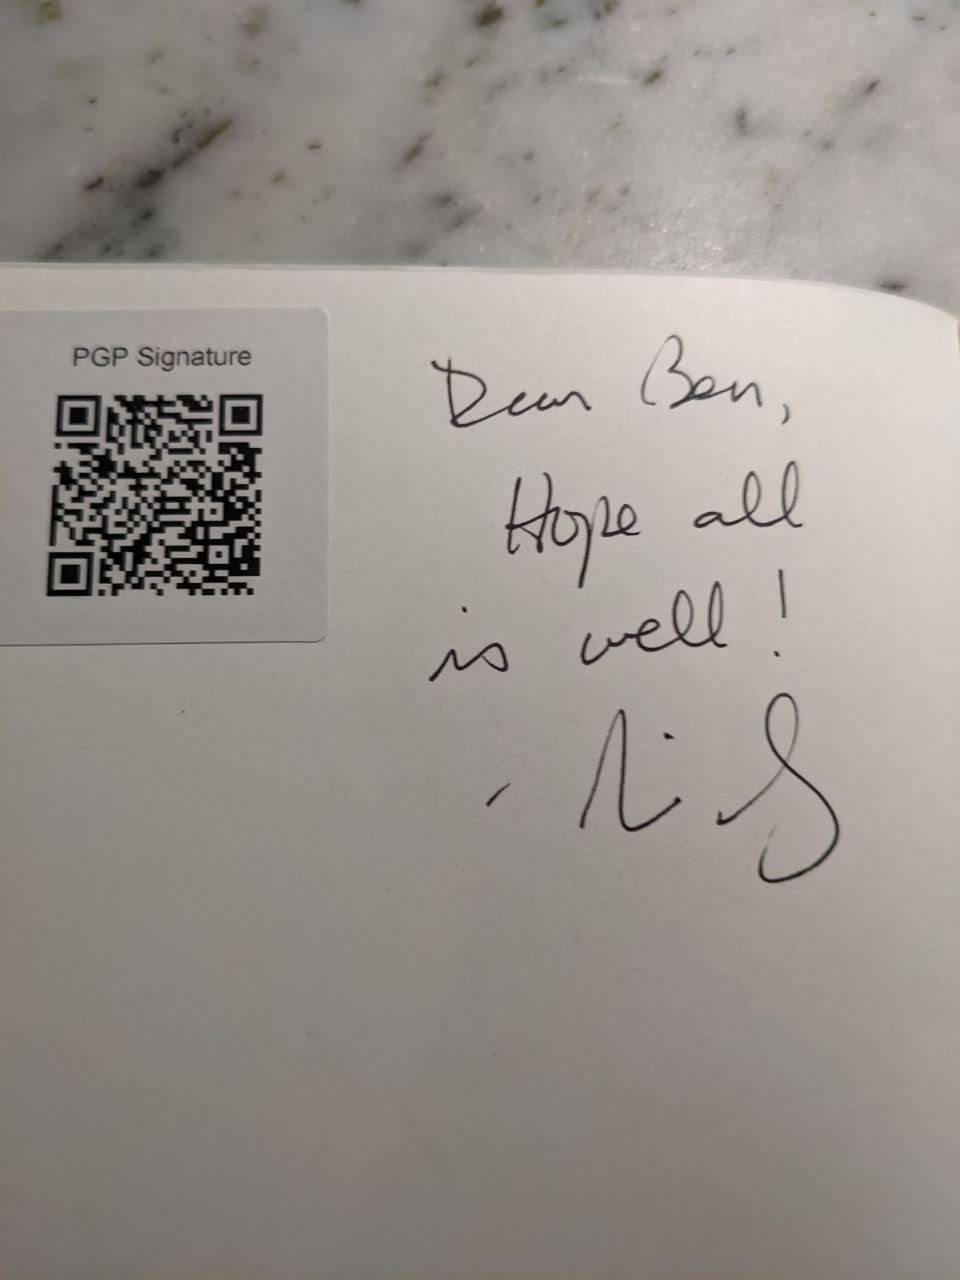 PGP Signature
Dear Ben,
Hope all
is well!